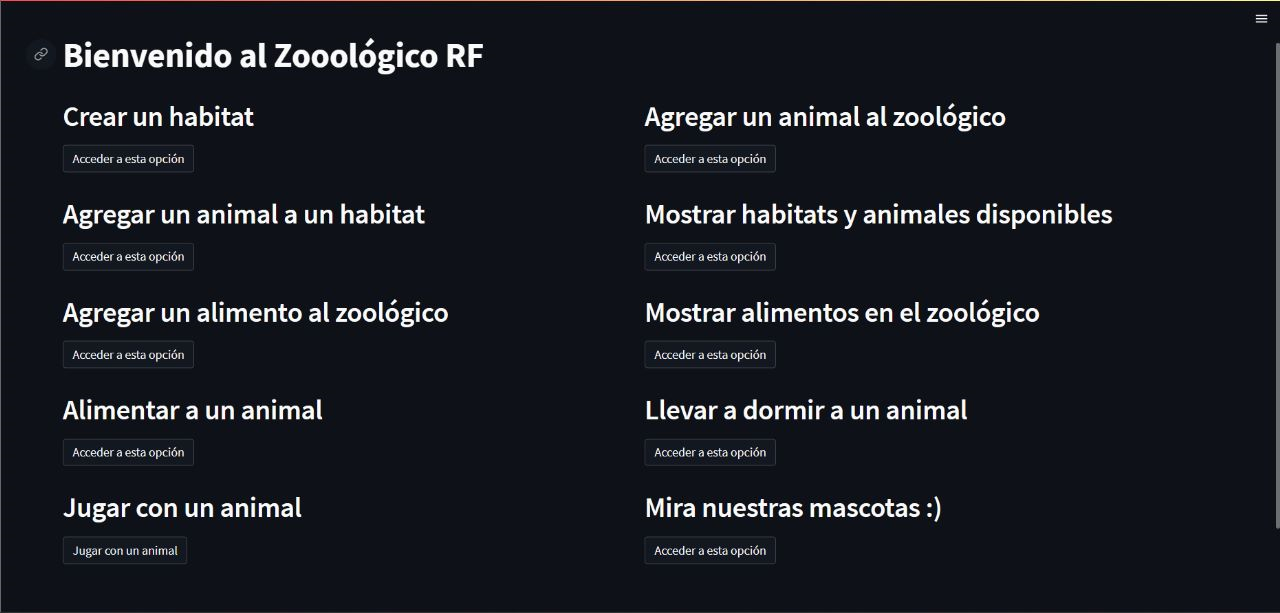 Bienvenido al Zooológico RF
Crear un habitat
Acceder a esta opción
Agregar un animal al zoológico
Acceder a esta opción
Agregar un animal a un habitat
Acceder a esta opción
Mostrar habitats y animales disponibles
Acceder a esta opción
Agregar un alimento al zoológico
Acceder a esta opción
Mostrar alimentos en el zoológico
Acceder a esta opción
Alimentar a un animal
Acceder a esta opción
Llevar a dormir a un animal
Acceder a esta opción
Jugar con un animal
Jugar con un animal
Mira nuestras mascotas :)
Acceder a esta opción